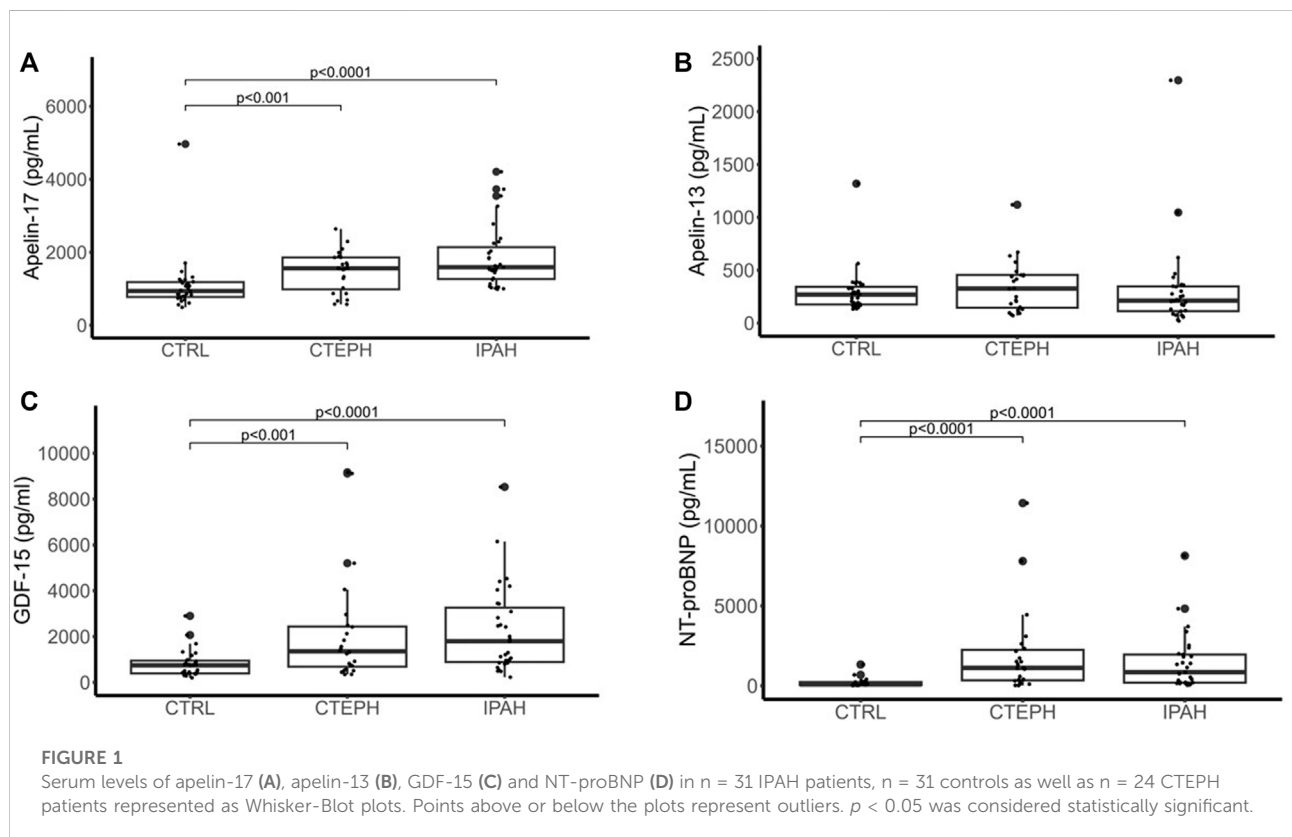 A
Apelin-17 (pg/mL)
6000
4000
2000
0
p<0.0001
p<0.001
CTRL
CTEPH
IPAH
B
Apelin-13 (pg/mL)
2500
2000
1500
1000
500
0
CTRL
CTEPH
IPAH
C
GDF-15 (pg/ml)
10000
8000
6000
4000
2000
0
p<0.0001
p<0.001
CTRL
CTEPH
IPAH
D
NT-proBNP (pg/mL)
15000
10000
5000
0
p<0.0001
p<0.0001
CTRL
CTEPH
IPAH
FIGURE 1
Serum levels of apelin-17 (A), apelin-13 (B), GDF-15 (C) and NT-proBNP (D) in n = 31 IPAH patients, n = 31 controls as well as n = 24 CTEPH
patients represented as Whisker-Blot plots. Points above or below the plots represent outliers. p < 0.05 was considered statistically significant.